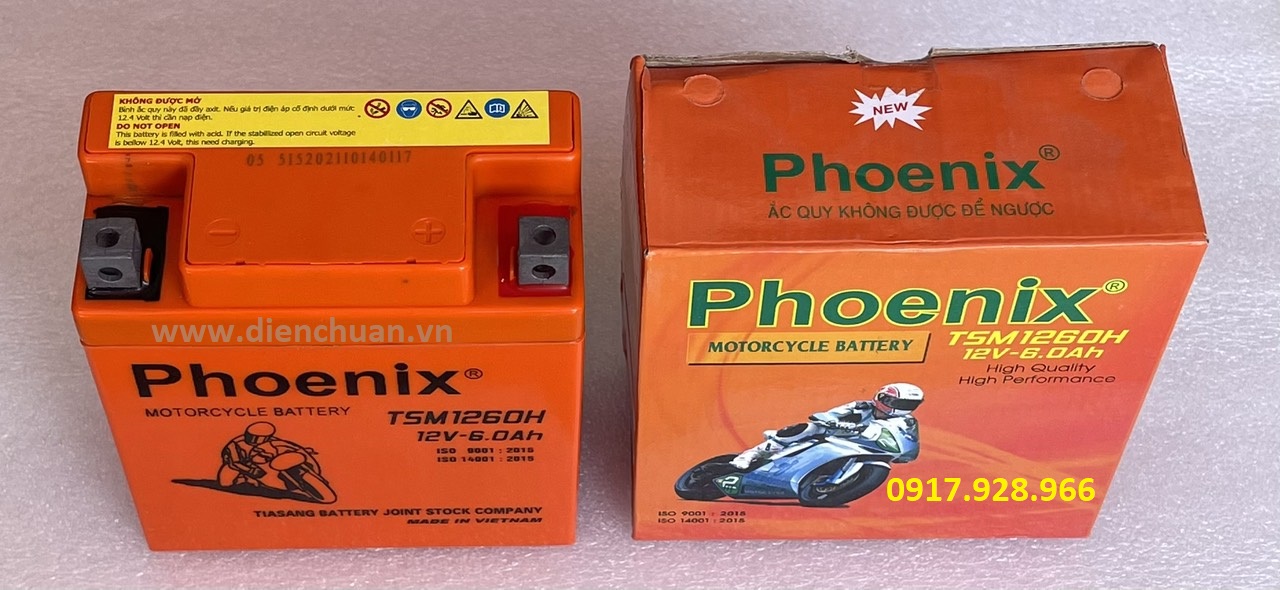 KHÔNG ĐƯỢC MỞ
Bình ắc quy này đã đầy axit. Nếu giá trị điện áp cố định dưới mức
12.4 Volt thì cần nạp điện.
DO NOT OPEN
This battery is filled with acid. If the stabilized open circuit voltage
is bellow 12.4 Volt, this need charging.
05 515202110140117
− +
www.dienchuan.vn
Phoenix®
MOTORCYCLE BATTERY
TSM1260H
12V-6.0Ah
ISO 9001 : 2015
ISO 14001 : 2015
TIASANG BATTERY JOINT STOCK COMPANY
MADE IN VIETNAM
NEW
Phoenix®
ẮC QUY KHÔNG ĐƯỢC ĐỂ NGƯỢC
Phoenix®
MOTORCYCLE BATTERY
TSM1260H
12V-6.0Ah
High Quality
High Performance
2
0917.928.966
ISO 9001 : 2015
ISO 14001 : 2015